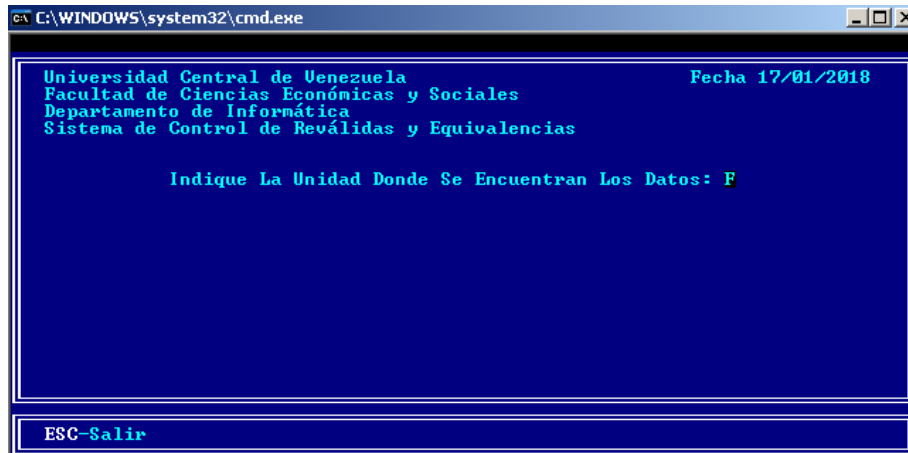 C:\WINDOWS\system32\cmd.exe
Universidad Central de Venezuela Fecha 17/01/2018
Facultad de Ciencias Económicas y Sociales
Departamento de Informática
Sistema de Control de Reválidas y Equivalencias
Indique La Unidad Donde Se Encuentran Los Datos: F
ESC-Salir